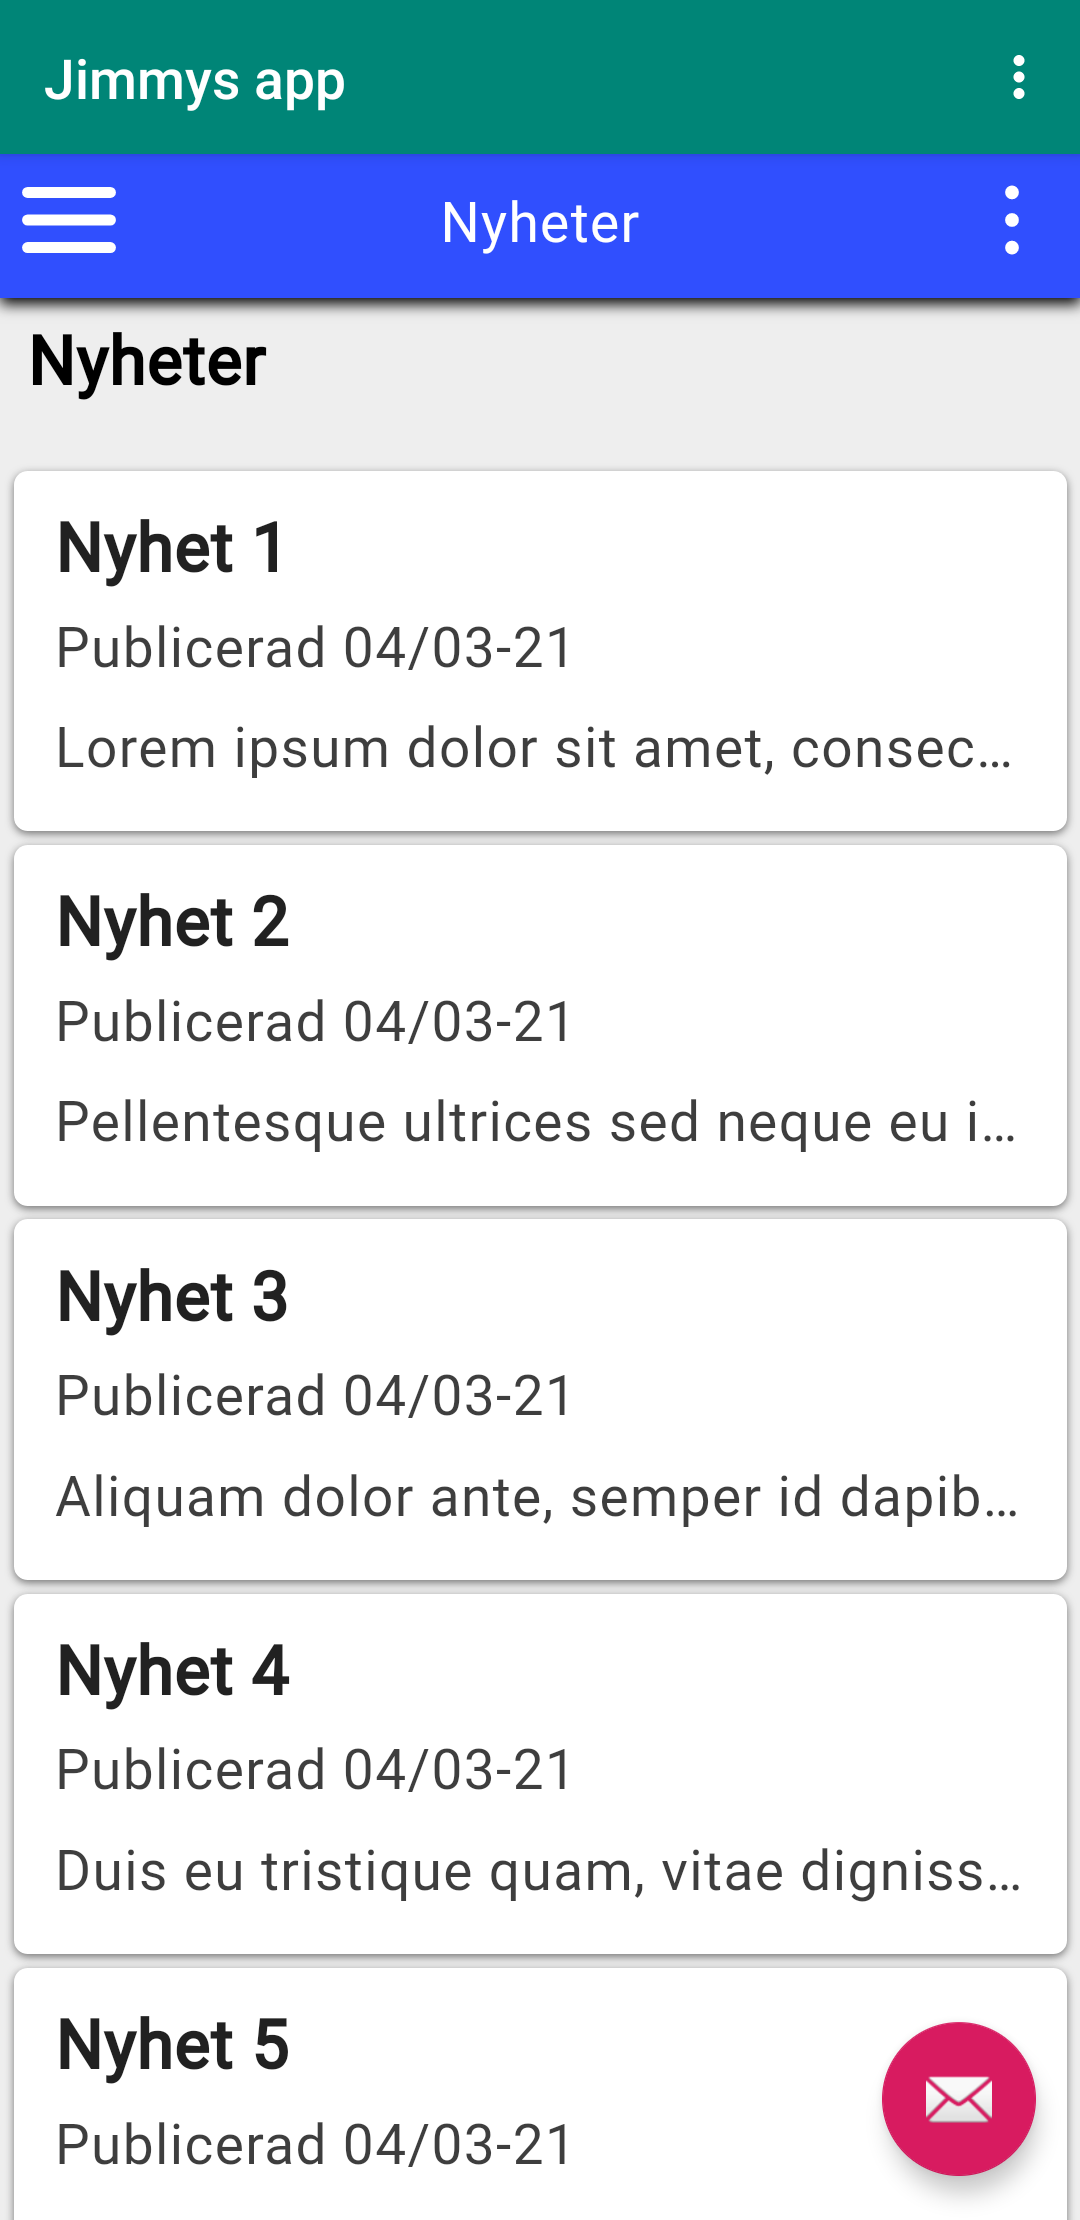 Jimmys app
Nyheter
Nyheter
Nyhet 1
Publicerad 04/03-21
Lorem ipsum dolor sit amet, consec...
Nyhet 2
Publicerad 04/03-21
Pellentesque ultrices sed neque eu i...
Nyhet 3
Publicerad 04/03-21
Aliquam dolor ante, semper id dapib...
Nyhet 4
Publicerad 04/03-21
Duis eu tristique quam, vitae digniss...
Nyhet 5
Publicerad 04/03-21